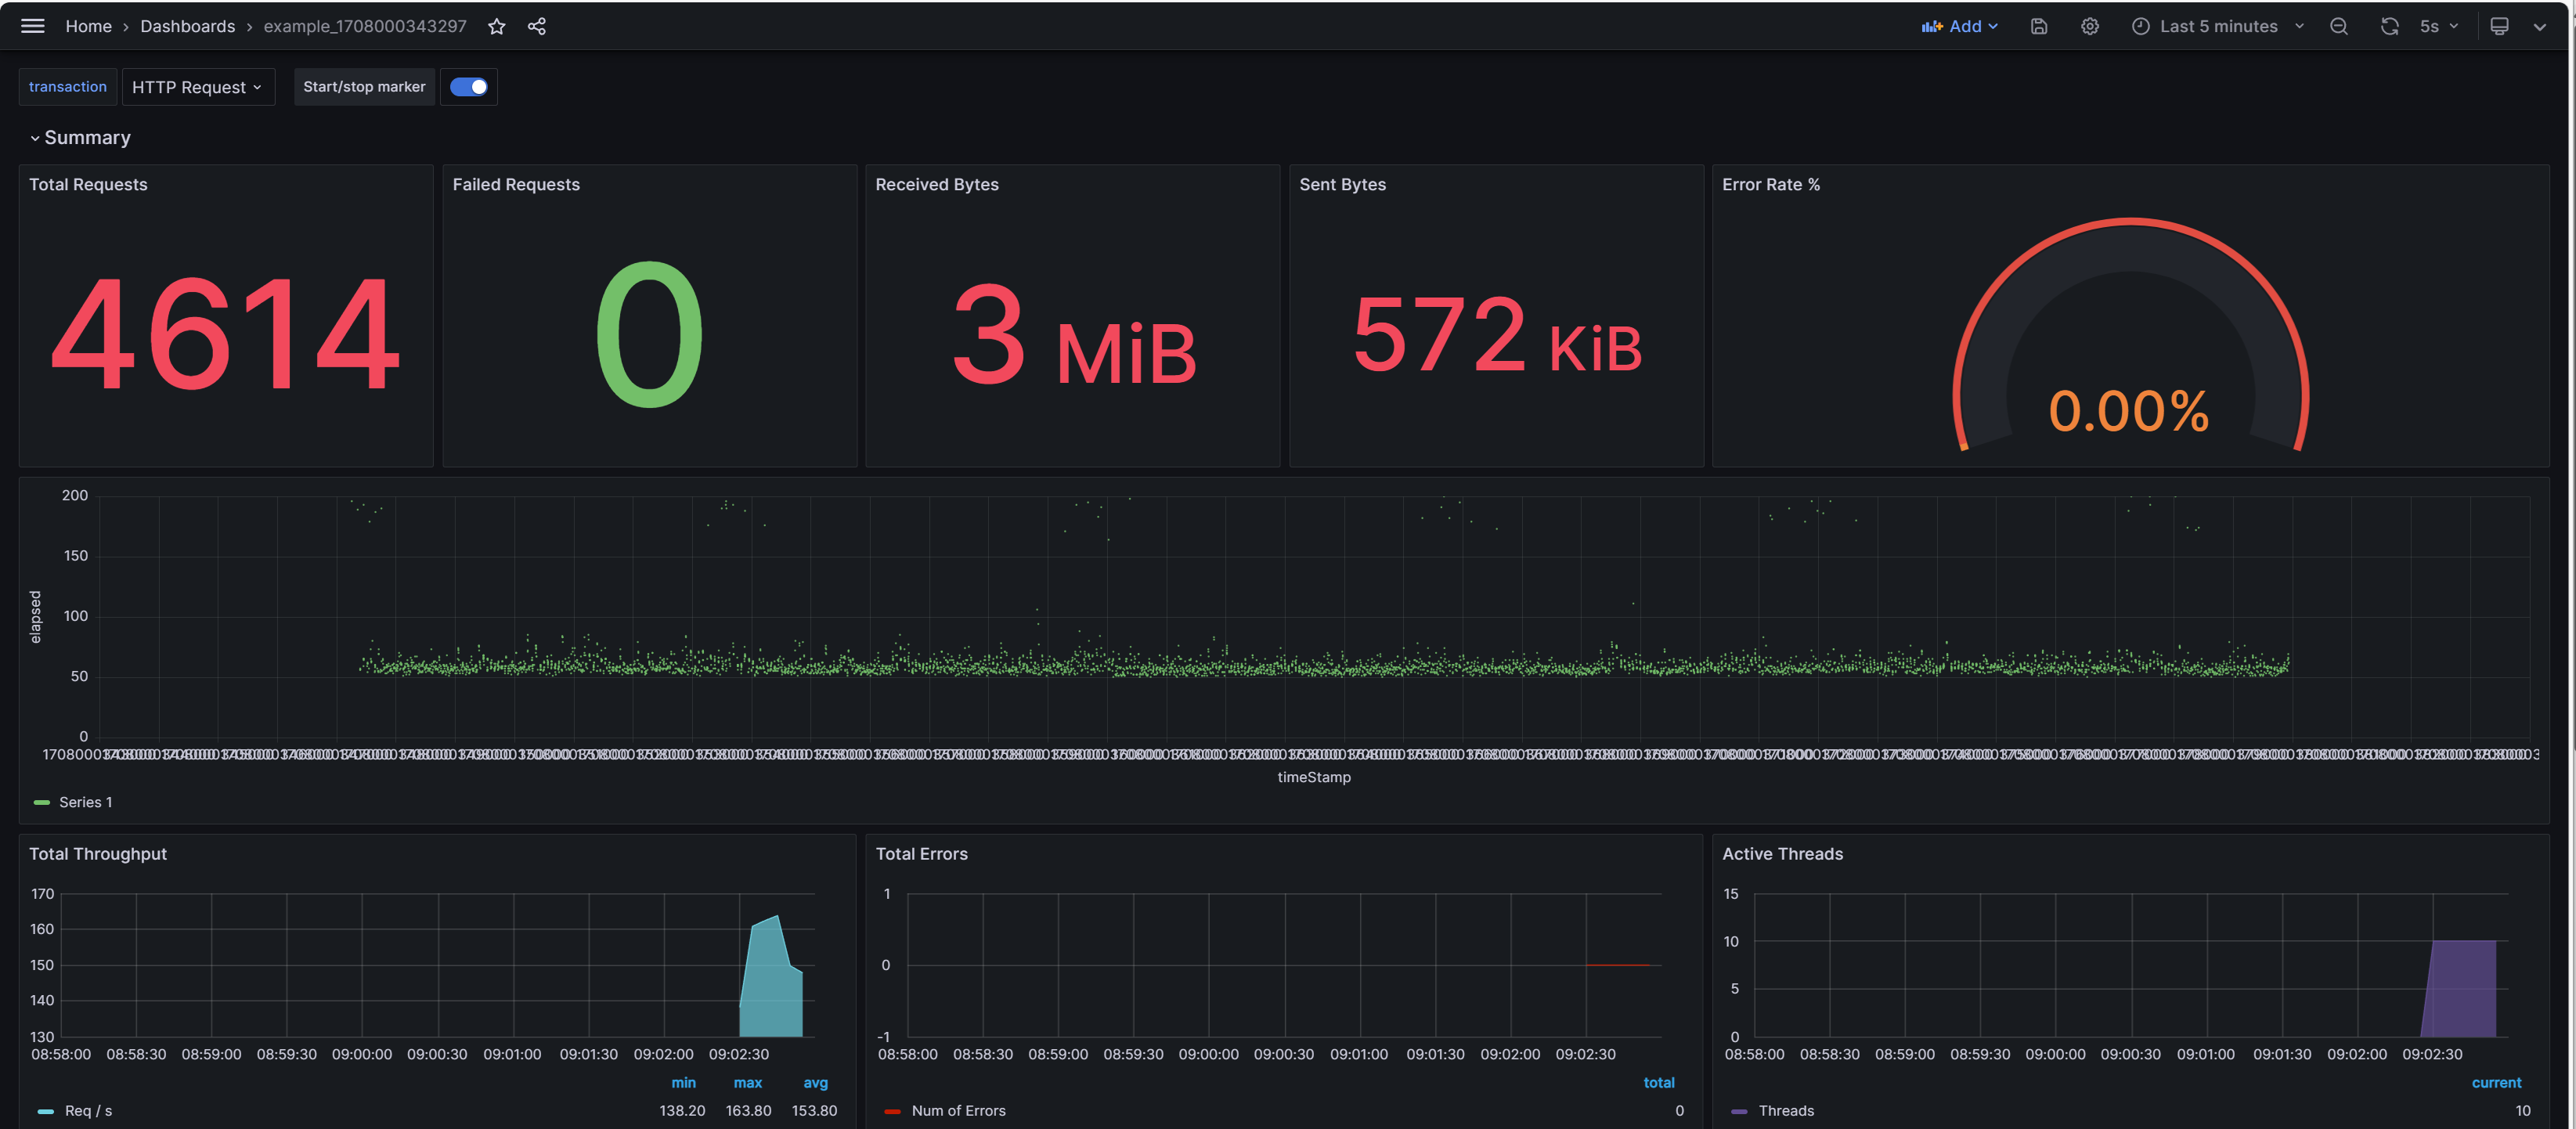 Home › Dashboards › example_1708000343297
Add
Last 5 minutes
5s
transaction HTTP Request Start/stop marker
Summary
Total Requests
4614
Failed Requests
0
Received Bytes
3 MiB
Sent Bytes
572 KiB
Error Rate %
0.00%
200
150
100
50
0
elapsed
timeStamp
Series 1
Total Throughput
170
160
150
140
130
08:58:00 08:58:30 08:59:00 08:59:30 09:00:00 09:00:30 09:01:00 09:01:30 09:02:00 09:02:30
min max avg
Req / s 138.20 163.80 153.80
Total Errors
1
0
-1
08:58:00 08:58:30 08:59:00 08:59:30 09:00:00 09:00:30 09:01:00 09:01:30 09:02:00 09:02:30
total
Num of Errors 0
Active Threads
15
10
5
0
08:58:00 08:58:30 08:59:00 08:59:30 09:00:00 09:00:30 09:01:00 09:01:30 09:02:00 09:02:30
current
Threads 10